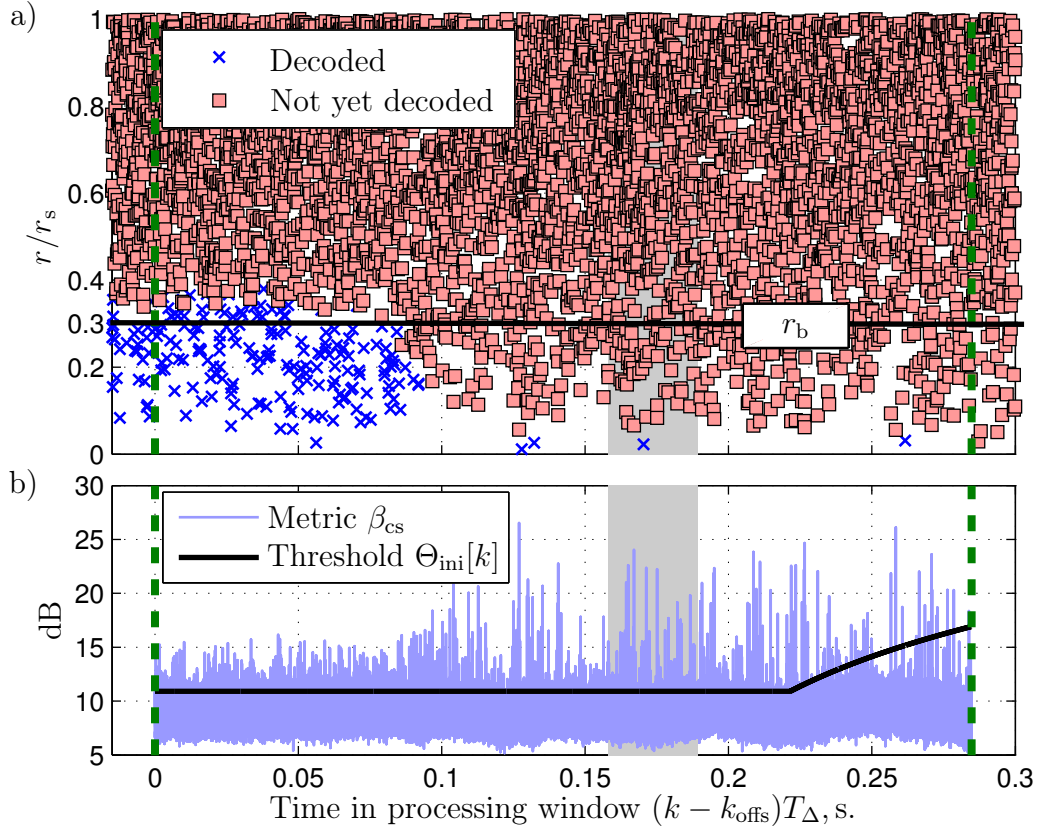 a)
1
0.8
0.6
0.4
0.3
0.2
0
r/r_s
Decoded
Not yet decoded
r_b
b)
30
25
20
15
10
5
dB
Metric β_cs
Threshold Θ_ini[k]
0 0.05 0.1 0.15 0.2 0.25 0.3
Time in processing window (k − k_offs)T_Δ, s.